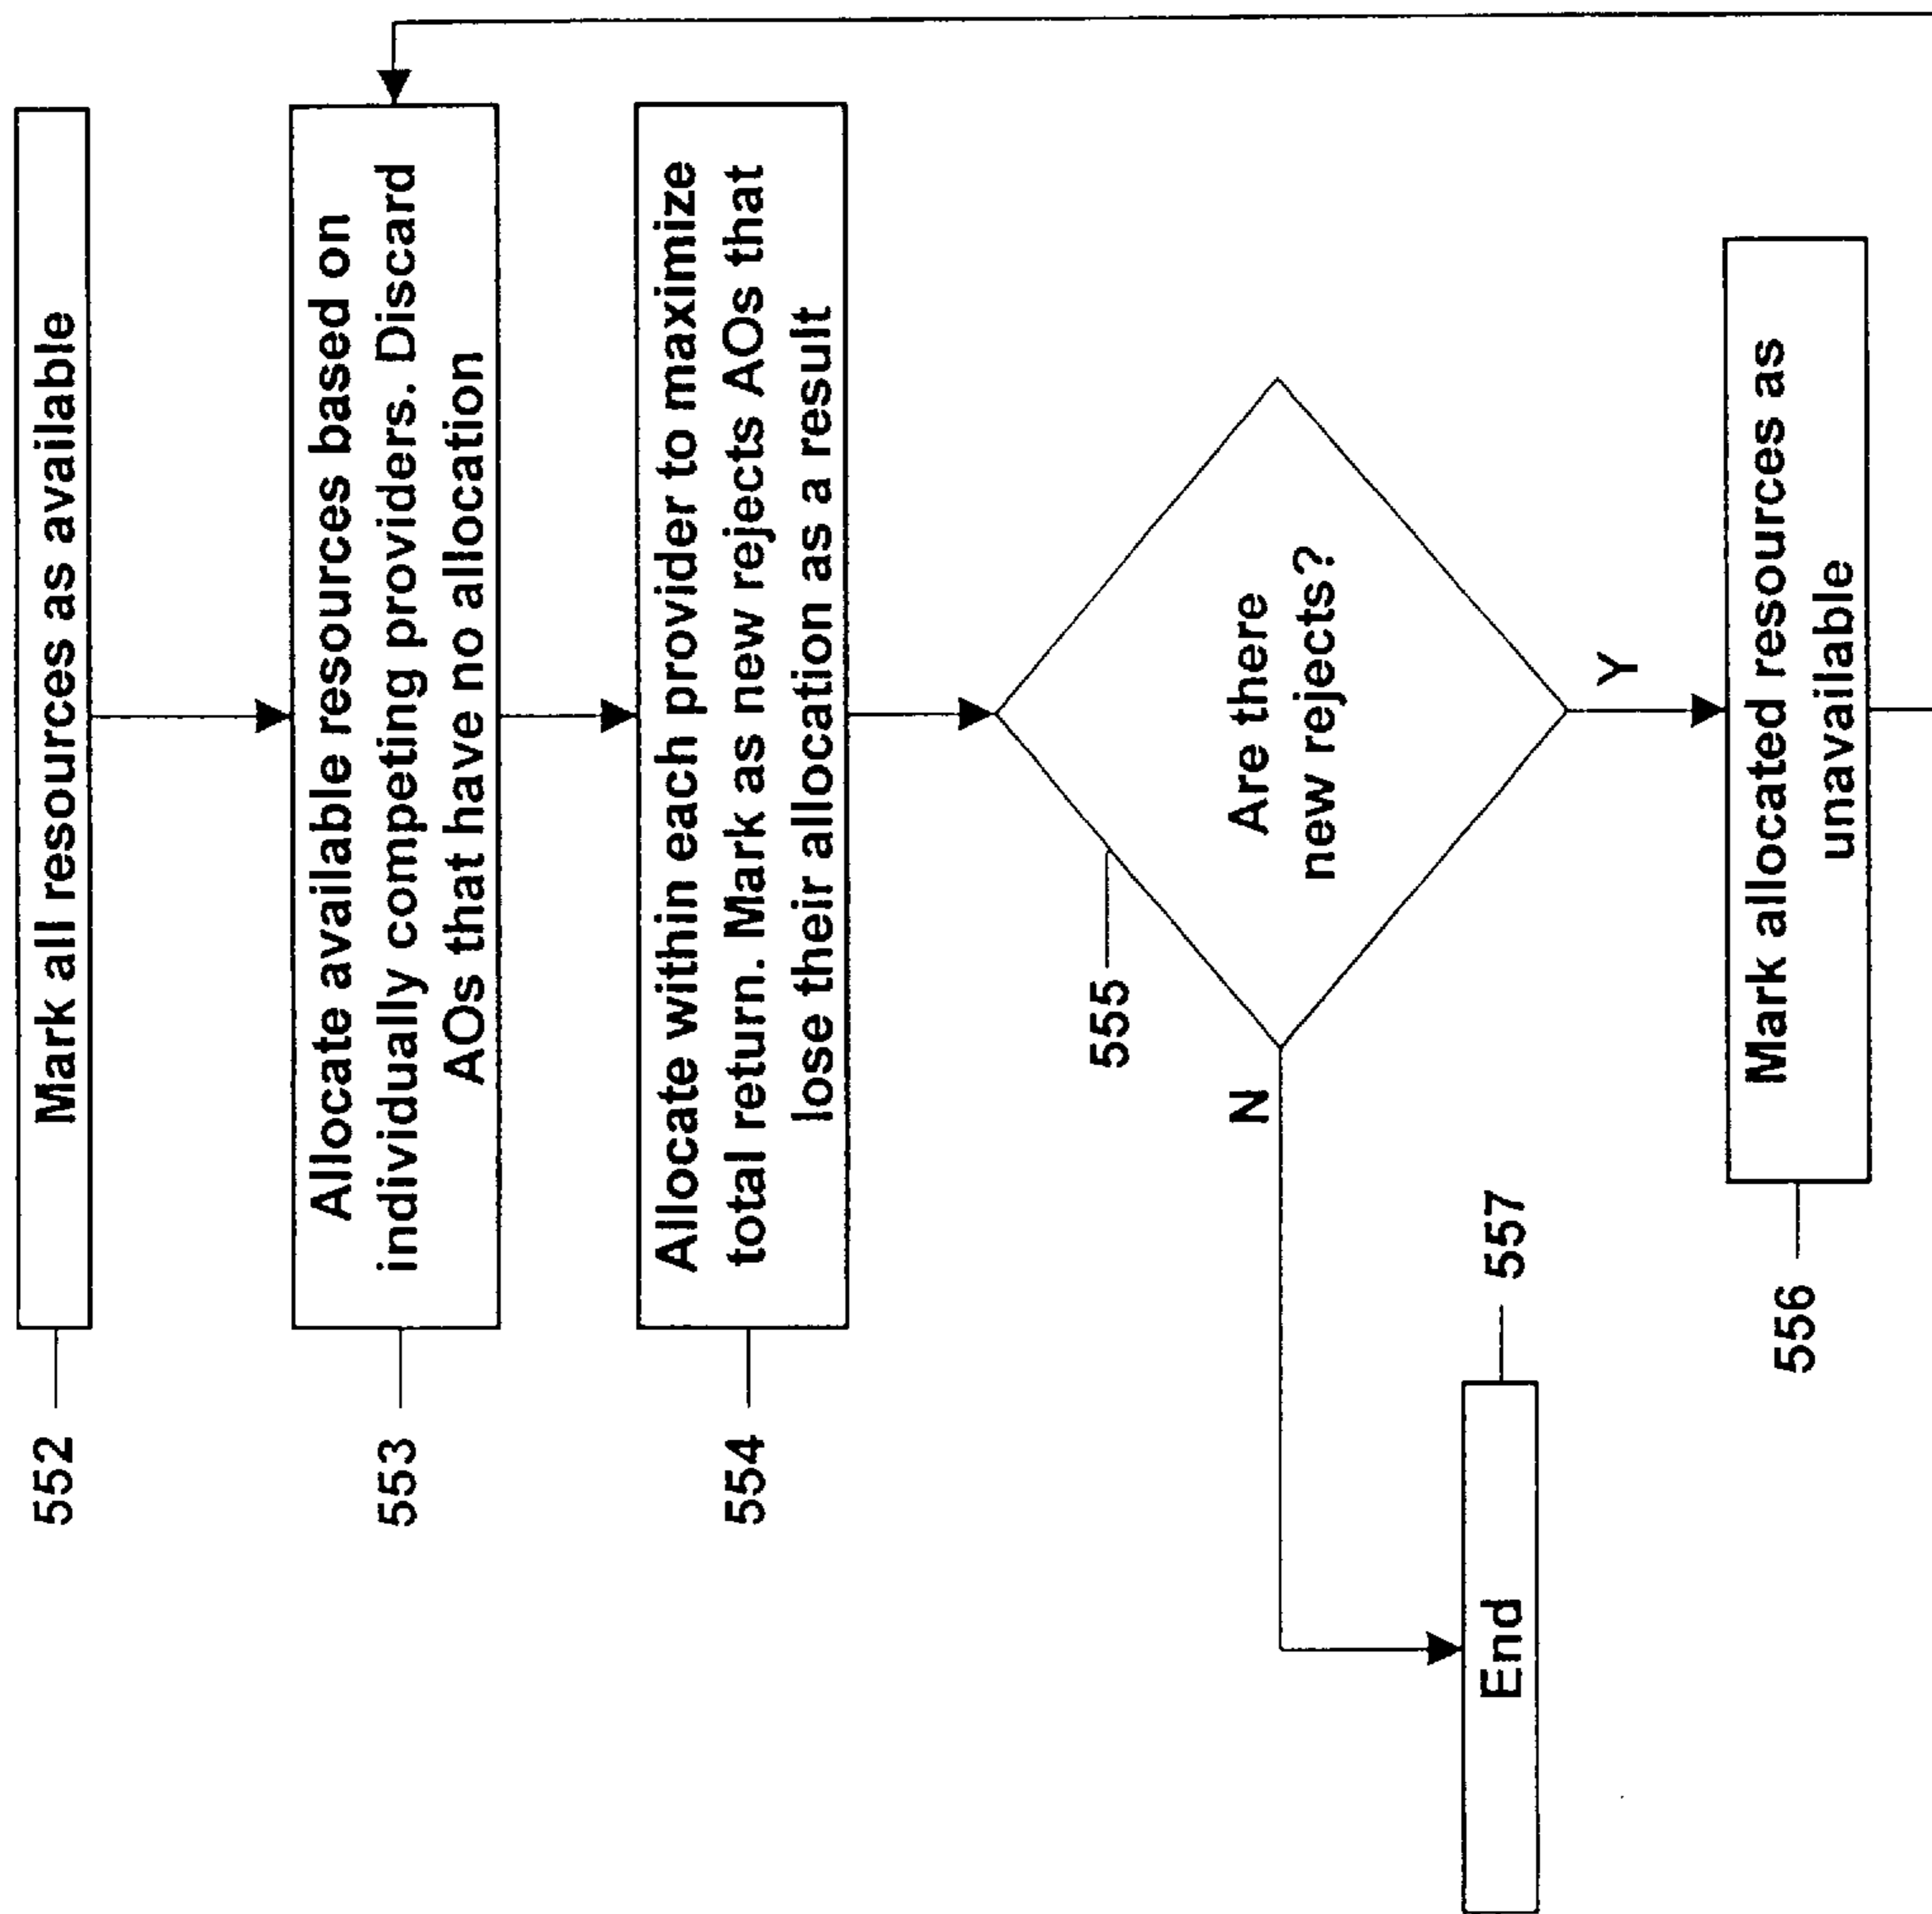 552
Mark all resources as available
553
Allocate available resources based on
individually competing providers. Discard
AOs that have no allocation
554
Allocate within each provider to maximize
total return. Mark as new rejects AOs that
lose their allocation as a result
555
Are there
new rejects?
N
Y
557
End
556
Mark allocated resources as
unavailable